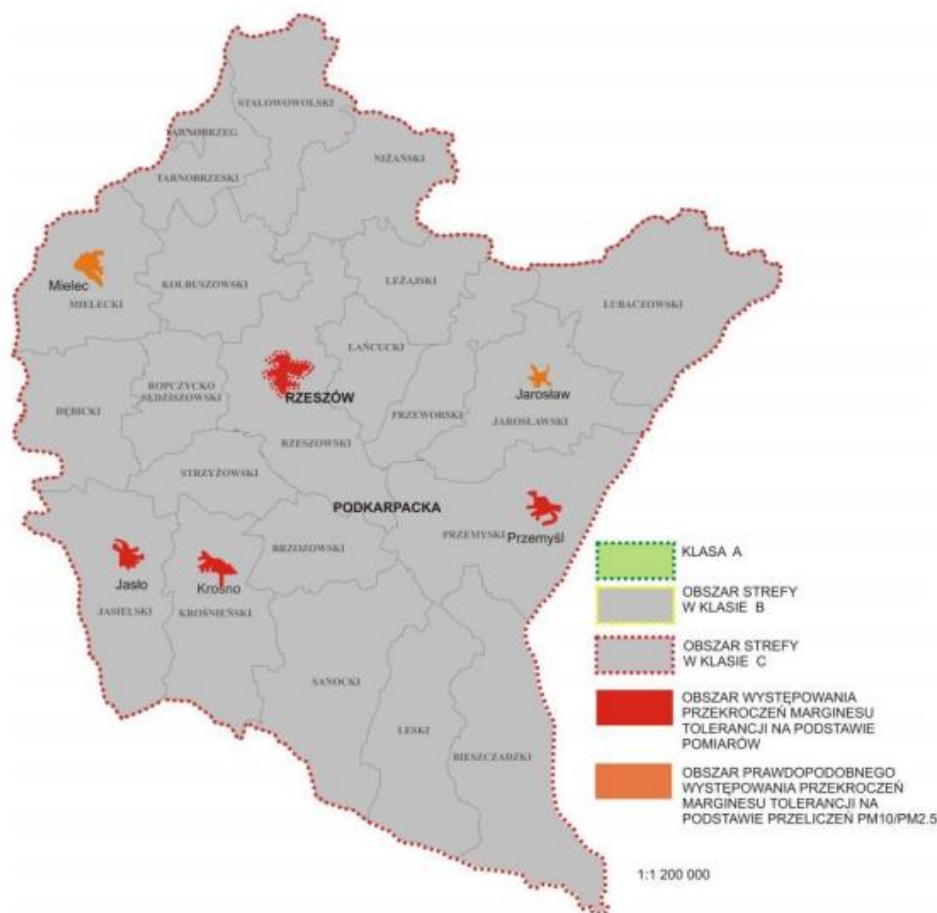 STALOWOWOLSKI
TARNOBRZEG
NIŻAŃSKI
TARNOBRZESKI
Mielec
MIELECKI
KOLBUSZOWSKI
LEŻAJSKI
LUBACZOWSKI
ŁAŃCUCKI
ROPCZYCKO
SĘDZISZOWSKI
DĘBICKI
RZESZÓW
PRZEWORSKI
Jarosław
JAROSŁAWSKI
RZESZOWSKI
STRZYŻOWSKI
PODKARPACKA
PRZEMYSKI
Przemyśl
BRZOZOWSKI
Jasło
JASIELSKI
Krosno
KROŚNIEŃSKI
SANOCKI
LESKI
BIESZCZADZKI
KLASA A
OBSZAR STREFY
W KLASIE B
OBSZAR STREFY
W KLASIE C
OBSZAR WYSTĘPOWANIA
PRZEKROCZEŃ MARGINESU
TOLERANCJI NA PODSTAWIE
POMIARÓW
OBSZAR PRAWDOPODOBNEGO
WYSTĘPOWANIA PRZEKROCZEŃ
MARGINESU TOLERANCJI NA
PODSTAWIE PRZELICZEŃ PM10/PM2.5
1:1 200 000